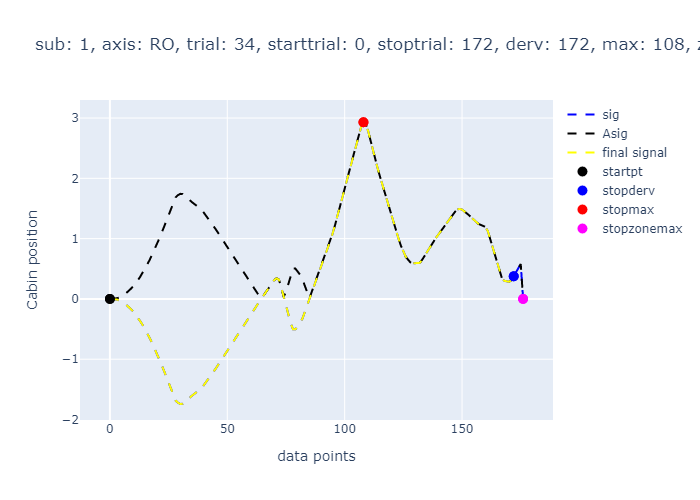 sub: 1, axis: RO, trial: 34, starttrial: 0, stoptrial: 172, derv: 172, max: 108,
sig
Asig
final signal
startpt
stopderv
stopmax
stopzonemax
Cabin position
3
2
1
0
−1
−2
0
50
100
150
data points